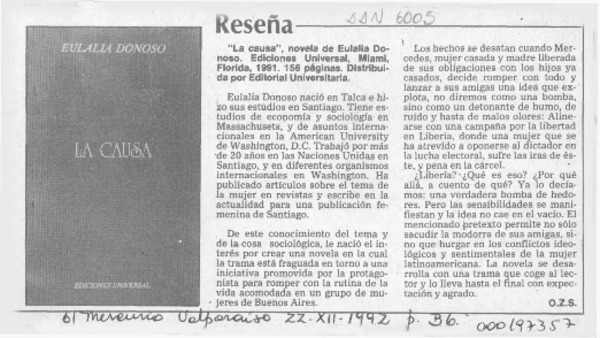 AAN 6005
EULALIA DONOSO
LA CAUSA
EDICIONES UNIVERSAL
Reseña
"La causa", novela de Eulalia Do-
noso. Ediciones Universal, Miami,
Florida, 1991. 156 páginas. Distribui-
da por Editorial Universitaria.
Eulalia Donoso nació en Talca e hi-
zo sus estudios en Santiago. Tiene es-
tudios de economía y sociología en
Massachusets, y de asuntos interna-
cionales en la American University
de Washington, D.C. Trabajó por más
de 20 años en las Naciones Unidas en
Santiago, y en diferentes organismos
internacionales en Washington. Ha
publicado artículos sobre el tema de
la mujer en revistas y escribe en la
actualidad para una publicación fe-
menina de Santiago.
De este conocimiento del tema y
de la cosa sociológica, le nació el in-
terés por crear una novela en la cual
la trama está fraguada en torno a una
iniciativa promovida por la protago-
nista para romper con la rutina de la
vida acomodada en un grupo de mu-
jeres de Buenos Aires.
Los hechos se desatan cuando Mer-
cedes, mujer casada y madre liberada
de sus obligaciones con los hijos ya
casados, decide romper con todo y
lanzar a sus amigas una idea que ex-
plota, no diremos como una bomba,
sino como un detonante de humo, de
ruido y hasta de malos olores: Aline-
arse con una campaña por la libertad
en Liberia, donde una mujer que se
ha atrevido a oponerse al dictador en
la lucha electoral, sufre las iras de és-
te, y pena en la cárcel.
¿Liberia? ¿Qué es eso? ¿Por qué
allá, a cuento de qué? Ya lo decía-
mos: una verdadera bomba de hedo-
res. Pero las sensibilidades se mani-
fiestan y la idea no cae en el vacío. El
mencionado pretexto permite no sólo
sacudir la modorra de sus amigas, si-
no que hurgar en los conflictos ideo-
lógicos y sentimentales de la mujer
latinoamericana. La novela se desa-
rrolla con una trama que coge al lec-
tor y lo lleva hasta el final con expec-
tación y agrado.
O.Z.S.
El Mercurio Valparaíso 22-XII-1992 p. B6.
000197357